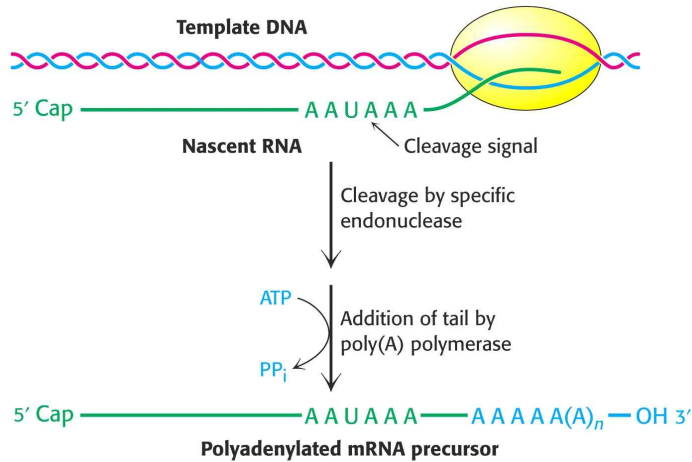 Template DNA
5′ Cap
A A U A A A
Nascent RNA
Cleavage signal
Cleavage by specific
endonuclease
ATP
Addition of tail by
poly(A) polymerase
PPi
5′ Cap
A A U A A A
A A A A A(A)n
OH 3′
Polyadenylated mRNA precursor